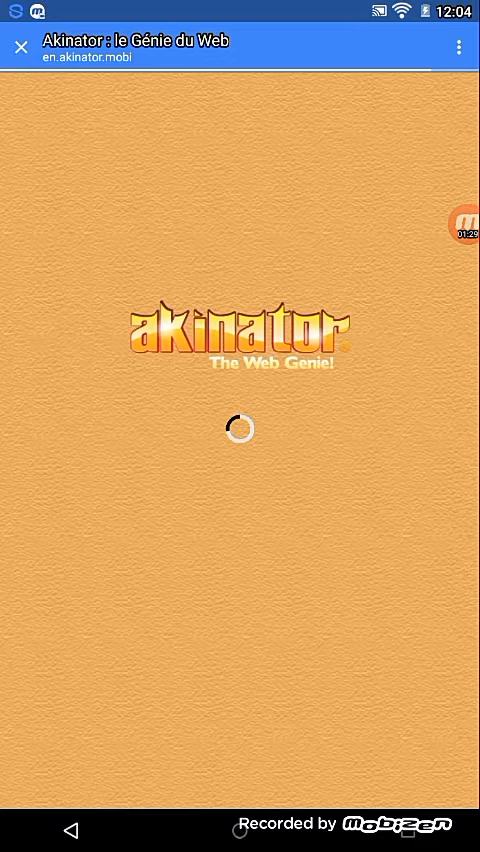 12:04
Akinator : le Génie du Web
en.akinator.mobi
01:29
akinator
The Web Genie!
Recorded by Mobizen